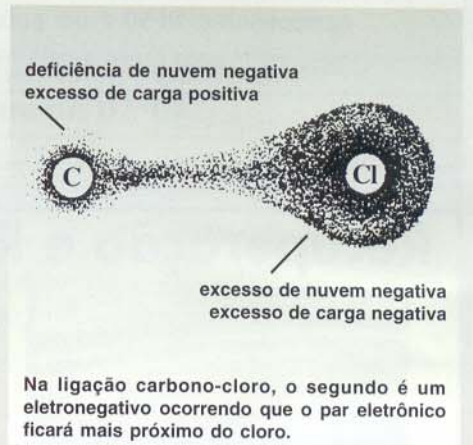 deficiência de nuvem negativa
excesso de carga positiva
C
Cl
excesso de nuvem negativa
excesso de carga negativa
Na ligação carbono-cloro, o segundo é um
eletronegativo ocorrendo que o par eletrônico
ficará mais próximo do cloro.